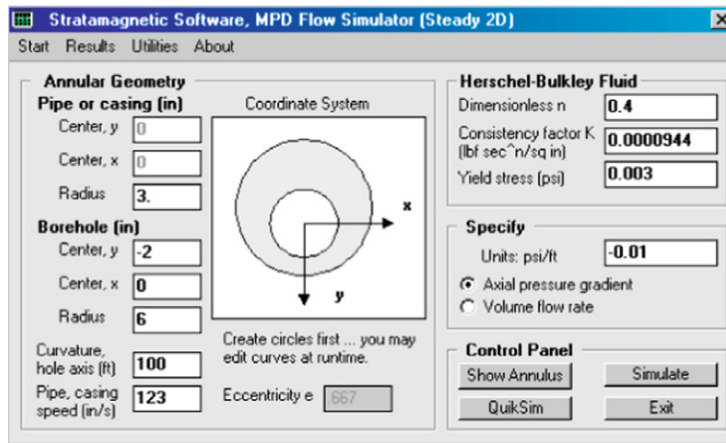 Stratamagnetic Software, MPD Flow Simulator (Steady 2D)
Start Results Utilities About
Annular Geometry
Pipe or casing (in)
Center, y 0
Center, x 0
Radius 3.
Borehole (in)
Center, y -2
Center, x 0
Radius 6
Curvature,
hole axis (ft) 100
Pipe, casing
speed (in/s) 123
Coordinate System
x
y
Create circles first ... you may
edit curves at runtime.
Eccentricity e .667
Herschel-Bulkley Fluid
Dimensionless n 0.4
Consistency factor K
(lbf sec^n/sq in) 0.0000944
Yield stress (psi) 0.003
Specify
Units: psi/ft -0.01
Axial pressure gradient
Volume flow rate
Control Panel
Show Annulus Simulate
QuikSim Exit